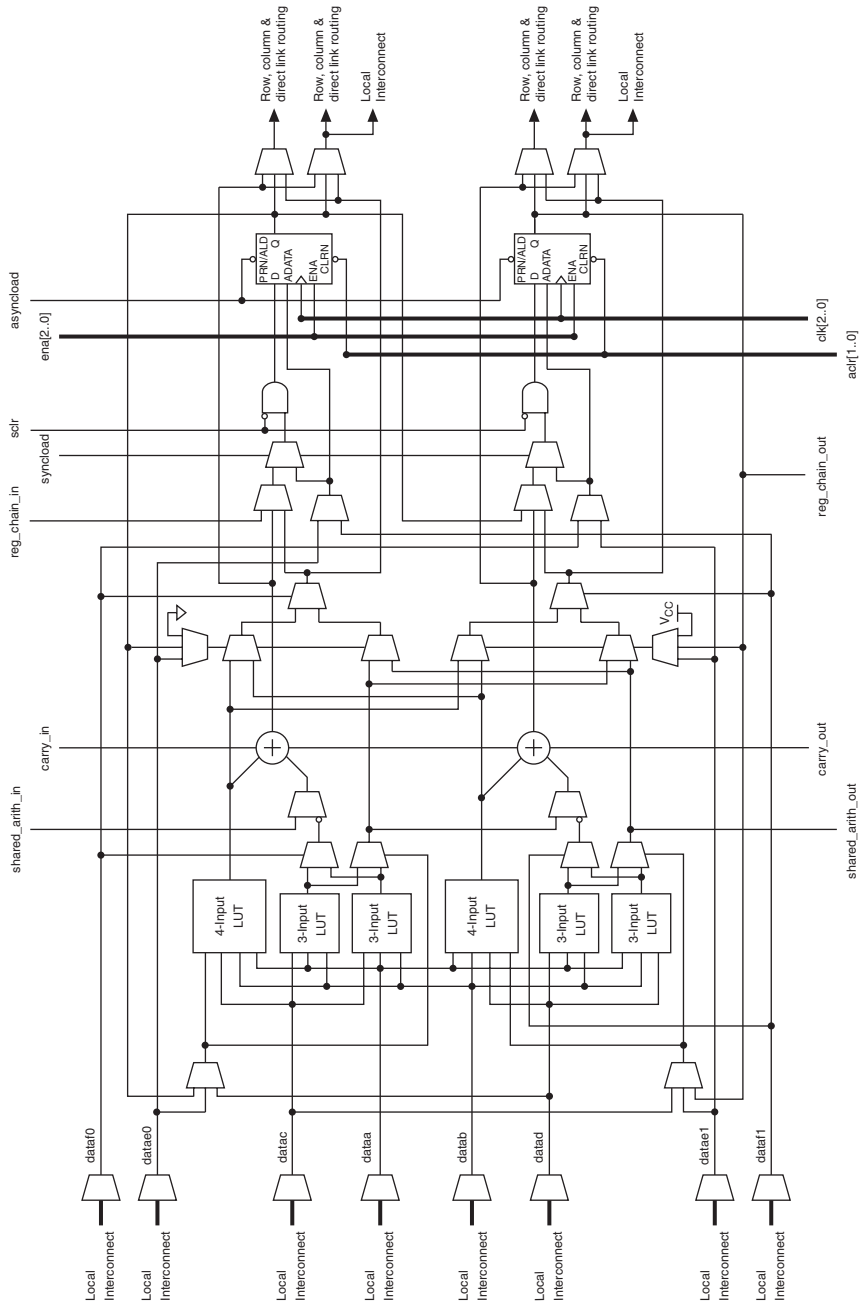 Row, column &
direct link routing
Row, column &
direct link routing
Local
Interconnect
Row, column &
direct link routing
Row, column &
direct link routing
Local
Interconnect
PRN/ALD
D Q
ADATA
ENA
CLRN
PRN/ALD
D Q
ADATA
ENA
CLRN
asyncload
ena[2..0]
sclr
syncload
reg_chain_in
carry_in
shared_arith_in
clk[2..0]
aclr[1..0]
reg_chain_out
VCC
carry_out
shared_arith_out
+
+
4-Input
LUT
3-Input
LUT
3-Input
LUT
4-Input
LUT
3-Input
LUT
3-Input
LUT
dataf0
datae0
datac
dataa
datab
datad
datae1
dataf1
Local
Interconnect
Local
Interconnect
Local
Interconnect
Local
Interconnect
Local
Interconnect
Local
Interconnect
Local
Interconnect
Local
Interconnect